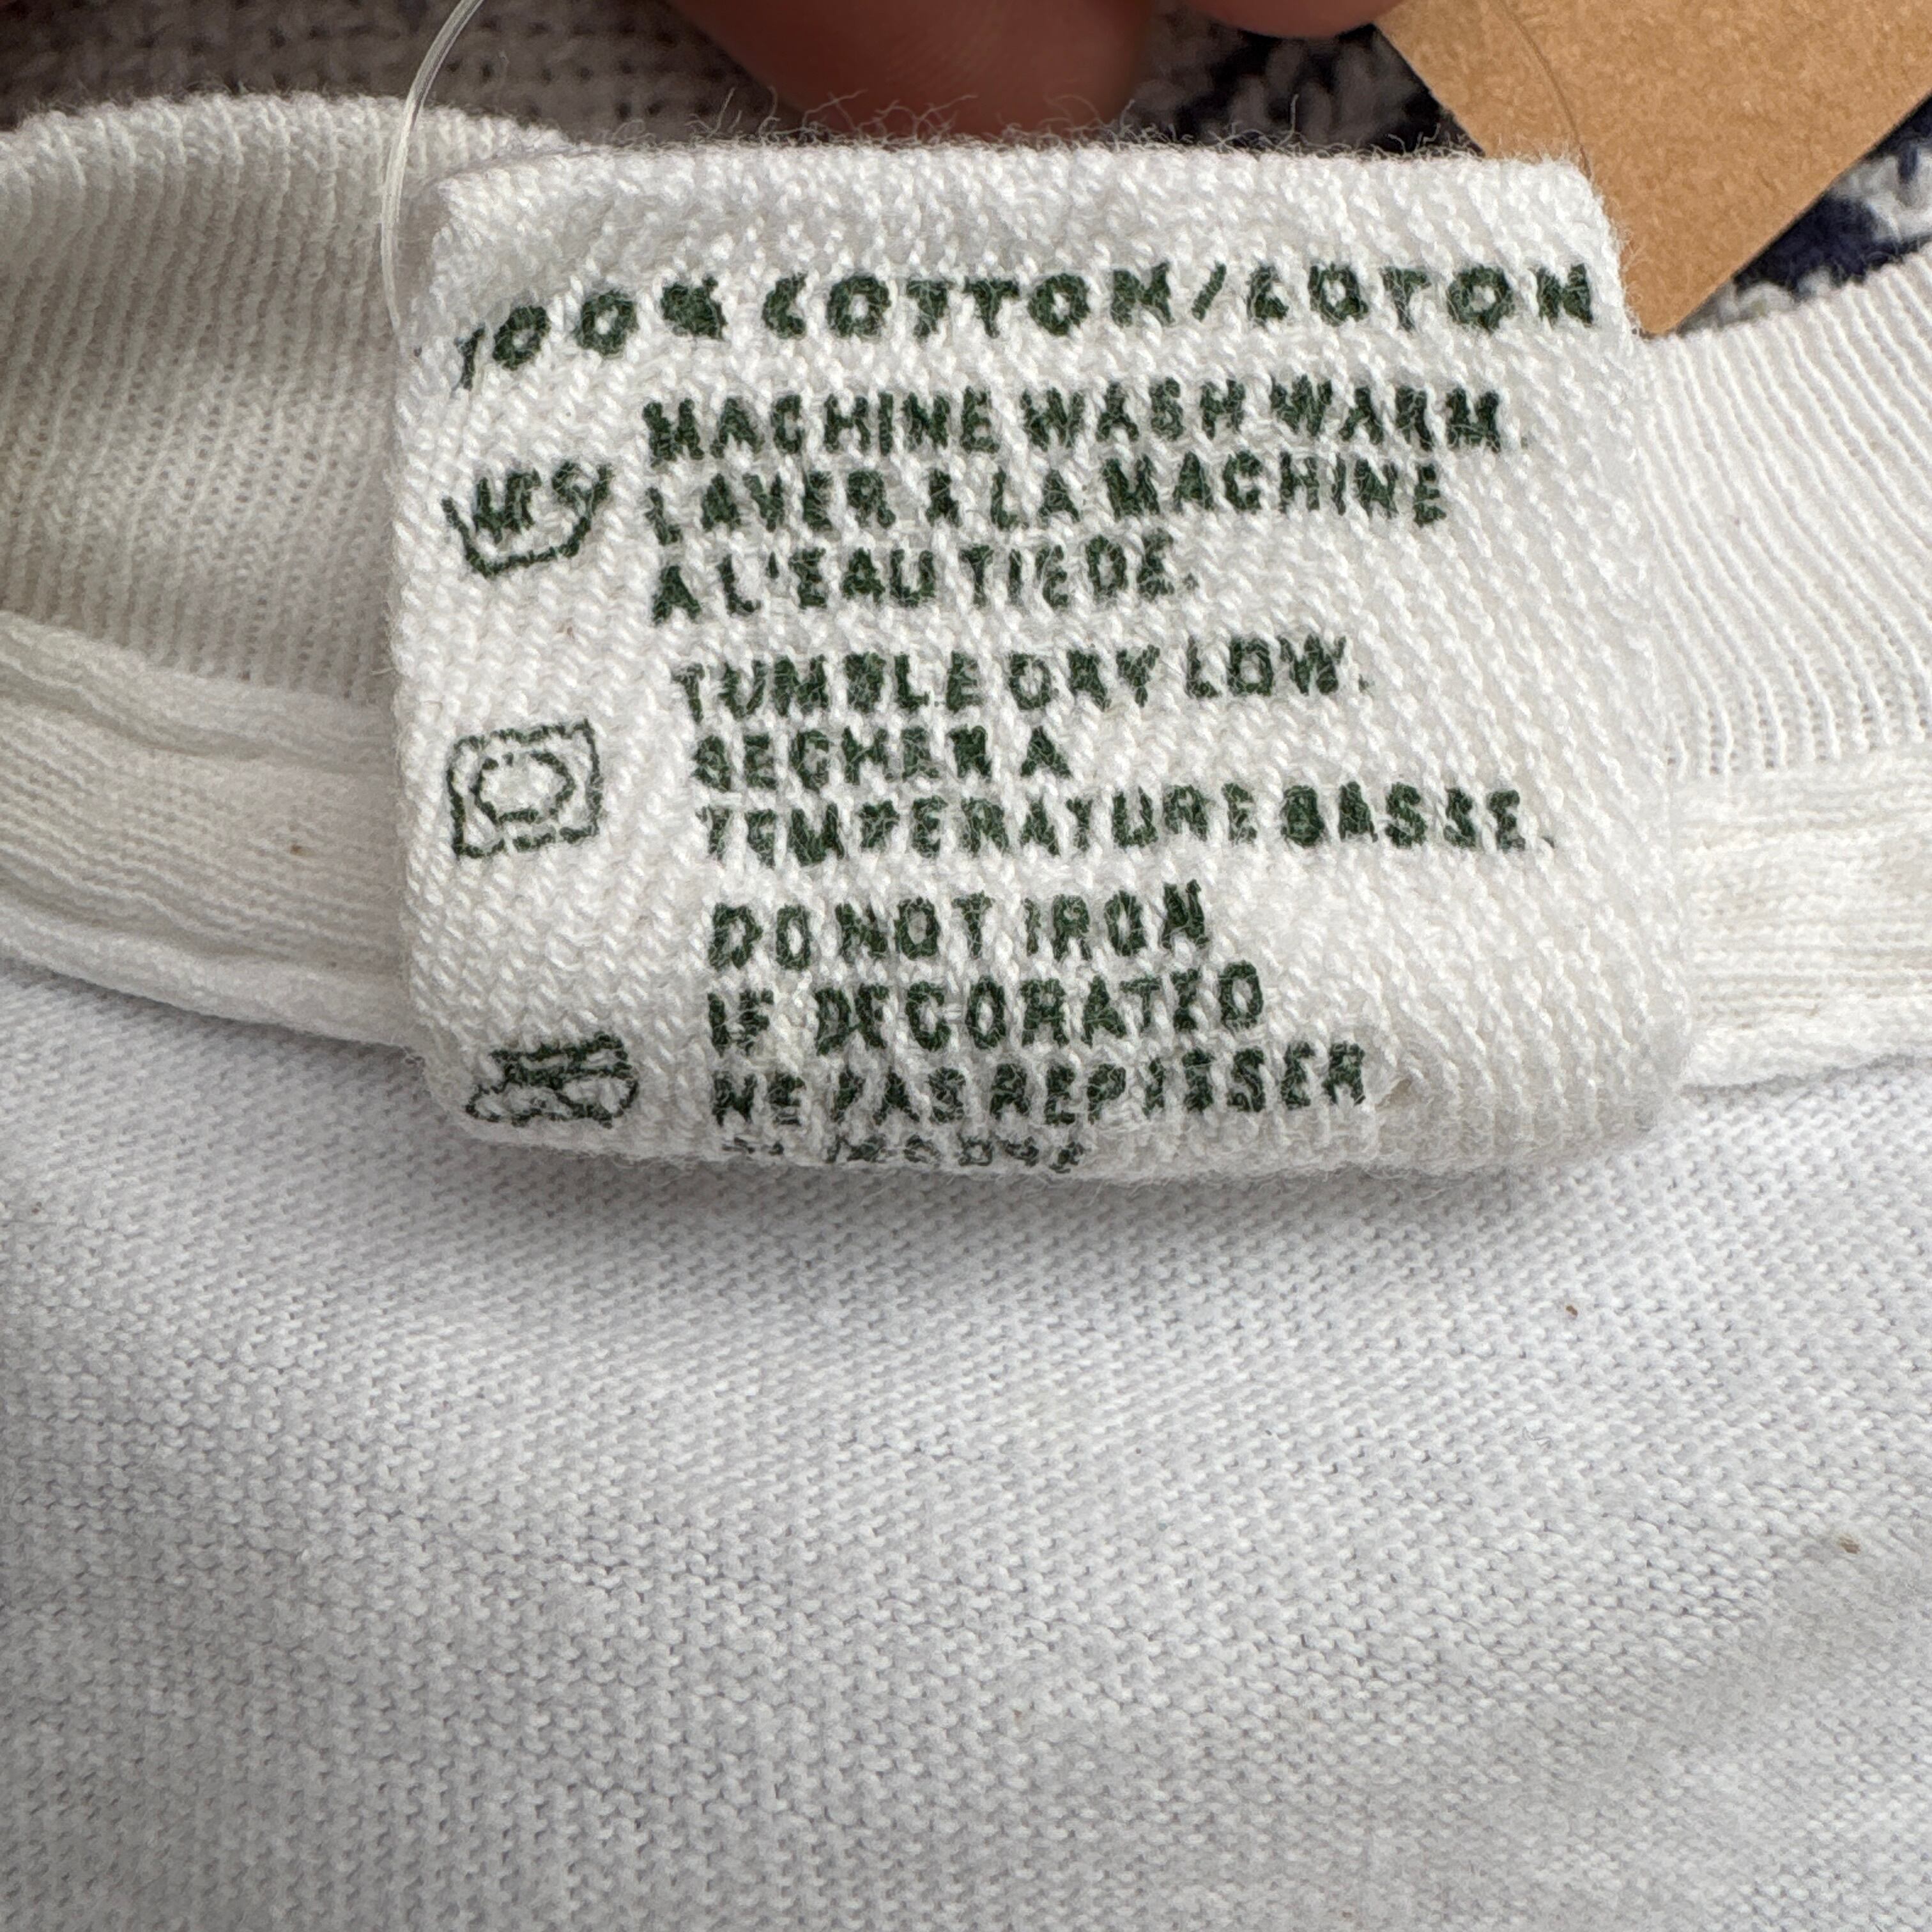 100% COTTON/COTON
MACHINE WASH WARM.
LAVER A LA MACHINE
A L'EAU TIEDE.
TUMBLE DRY LOW.
SECHER A
TEMPERATURE BASSE.
DO NOT IRON
IF DECORATED
NE PAS REPASSER